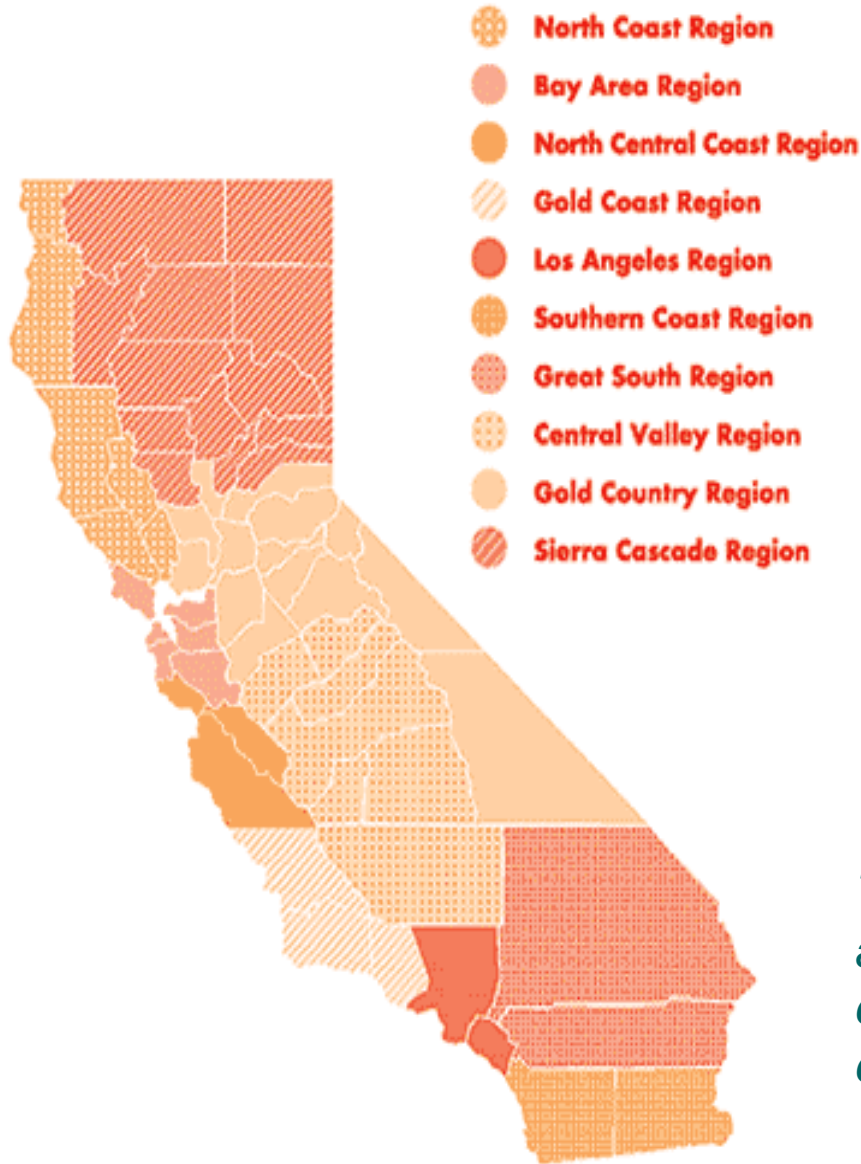 North Coast Region
Bay Area Region
North Central Coast Region
Gold Coast Region
Los Angeles Region
Southern Coast Region
Great South Region
Central Valley Region
Gold Country Region
Sierra Cascade Region